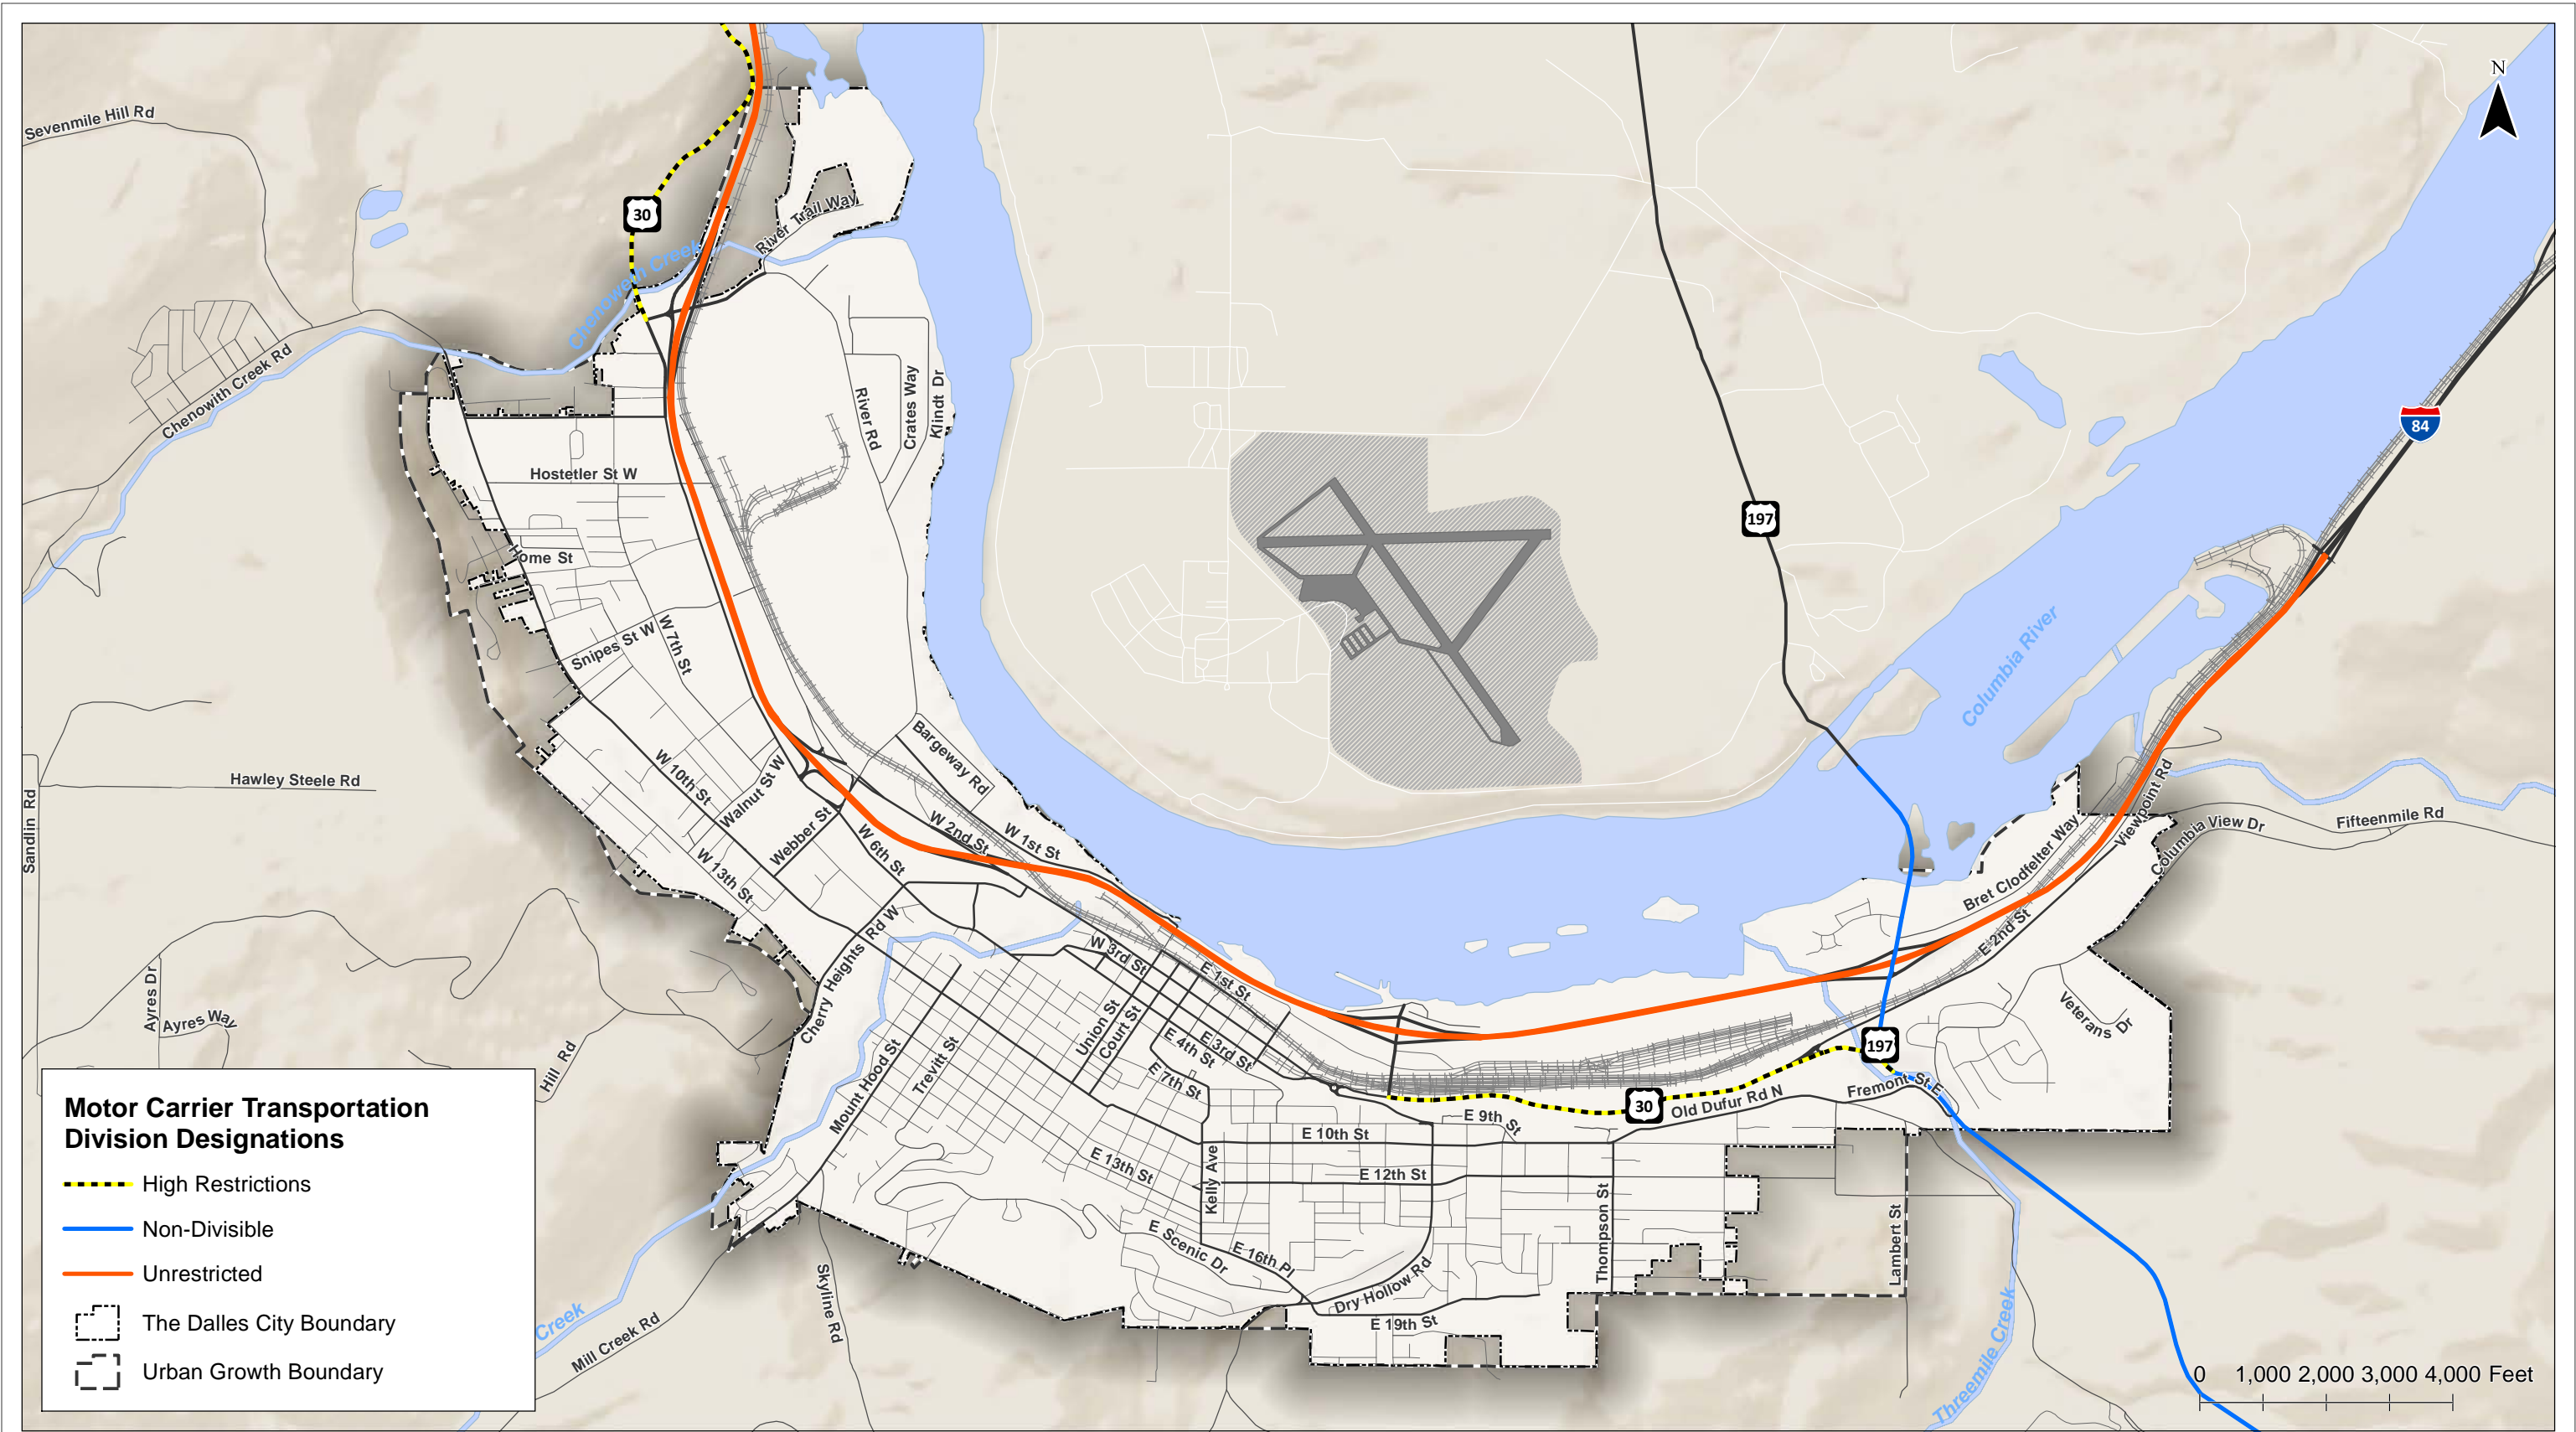 N
Sevenmile Hill Rd
30
River Trail Way
Chenoweth Creek
Chenowith Creek Rd
River Rd
Crates Way
Klindt Dr
84
Hostetler St W
197
Home St
Snipes St W
W 7th St
Columbia River
Hawley Steele Rd
Sandlin Rd
W 10th St
Walnut St W
Bargeway Rd
Webber St
W 6th St
W 2nd St
W 1st St
W 13th St
Viewpoint Rd
Columbia View Dr
Fifteenmile Rd
Bret Clodfelter Way
E 2nd St
Cherry Heights Rd W
W 3rd St
E 1st St
Ayres Dr
Ayres Way
Hill Rd
Veterans Dr
Mount Hood St
Trevitt St
Union St
Court St
E 4th St
E 3rd St
E 7th St
197
30
Old Dufur Rd N
Fremont St E
E 9th St
E 10th St
E 12th St
E 13th St
Kelly Ave
Thompson St
Lambert St
E Scenic Dr
E 16th Pl
Dry Hollow Rd
E 19th St
Skyline Rd
Mill Creek Rd
Creek
Threemile Creek
Motor Carrier Transportation
Division Designations
High Restrictions
Non-Divisible
Unrestricted
The Dalles City Boundary
Urban Growth Boundary
0 1,000 2,000 3,000 4,000 Feet